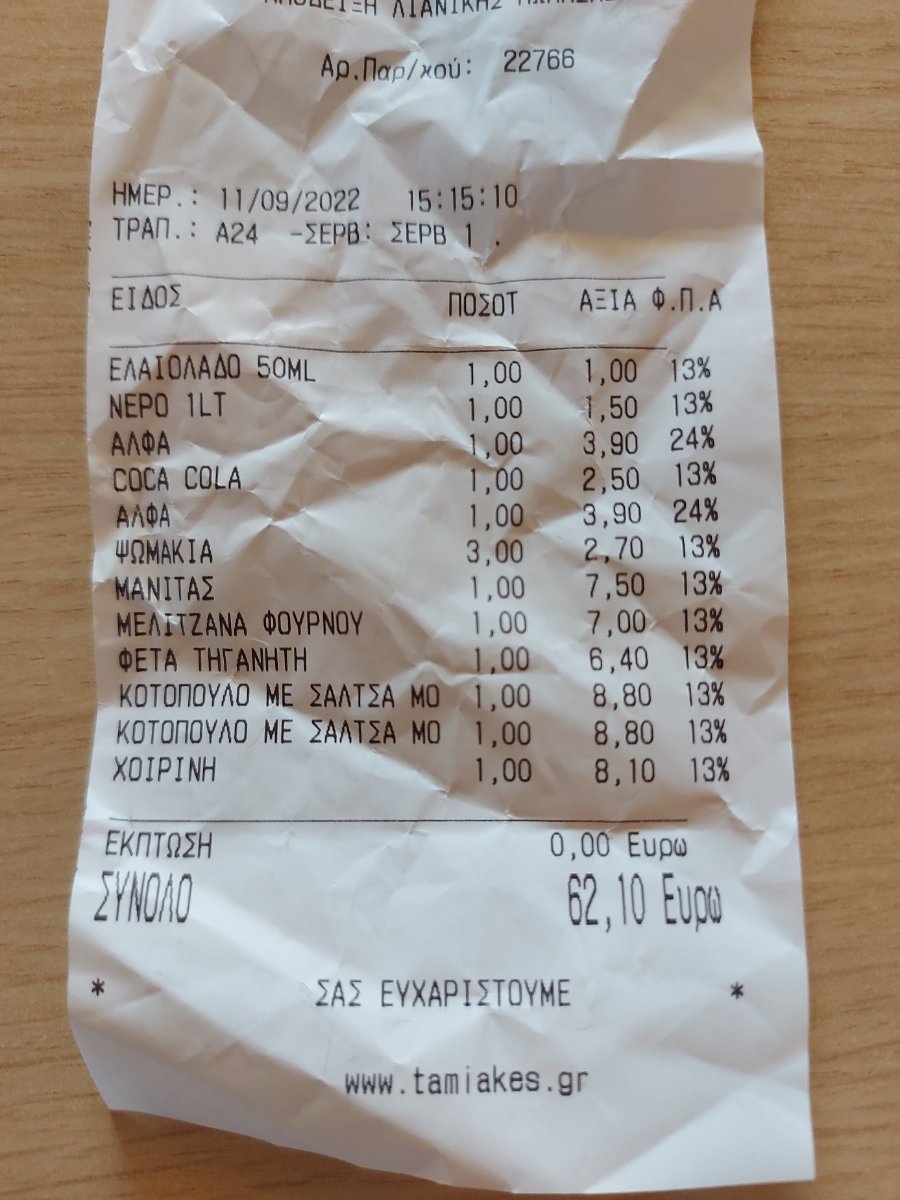 ΛΙΑΝΙΚΗΣ
Αρ.Παρ/χού: 22766
ΗΜΕΡ.: 11/09/2022 15:15:10
ΤΡΑΠ.: Α24 -ΣΕΡΒ: ΣΕΡΒ 1 .
ΕΙΔΟΣ ΠΟΣΟΤ ΑΞΙΑ Φ.Π.Α
ΕΛΑΙΟΛΑΔΟ 50ML 1,00 1,00 13%
ΝΕΡΟ 1LT 1,00 1,50 13%
ΑΛΦΑ 1,00 3,90 24%
COCA COLA 1,00 2,50 13%
ΑΛΦΑ 1,00 3,90 24%
ΨΩΜΑΚΙΑ 3,00 2,70 13%
ΜΑΝΙΤΑΣ 1,00 7,50 13%
ΜΕΛΙΤΖΑΝΑ ΦΟΥΡΝΟΥ 1,00 7,00 13%
ΦΕΤΑ ΤΗΓΑΝΗΤΗ 1,00 6,40 13%
ΚΟΤΟΠΟΥΛΟ ΜΕ ΣΑΛΤΣΑ ΜΟ 1,00 8,80 13%
ΚΟΤΟΠΟΥΛΟ ΜΕ ΣΑΛΤΣΑ ΜΟ 1,00 8,80 13%
ΧΟΙΡΙΝΗ 1,00 8,10 13%
ΕΚΠΤΩΣΗ 0,00 Ευρω
ΣΥΝΟΛΟ 62,10 Ευρω
* ΣΑΣ ΕΥΧΑΡΙΣΤΟΥΜΕ *
www.tamiakes.gr